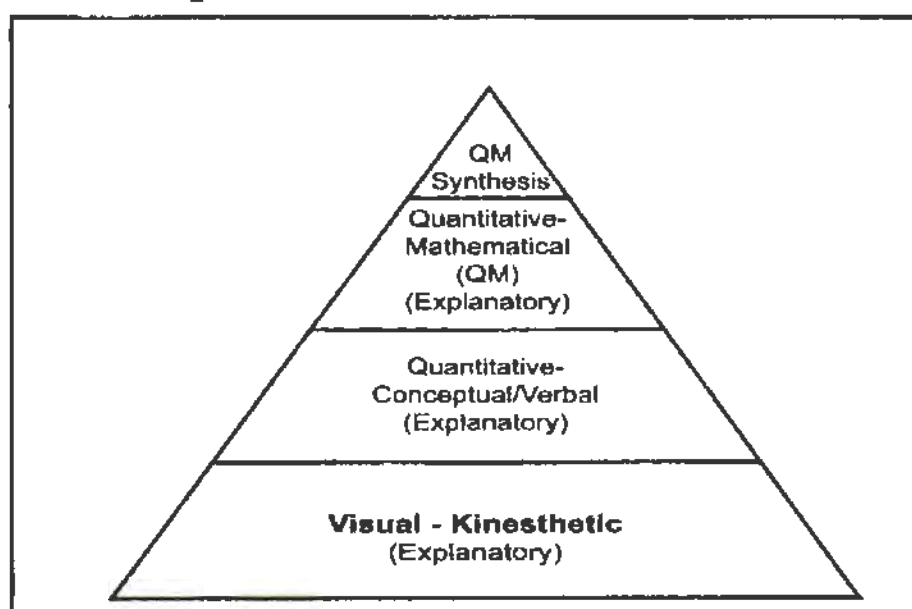 QM
Synthesis
Quantitative-
Mathematical
(QM)
(Explanatory)
Quantitative-
Conceptual/Verbal
(Explanatory)
Visual - Kinesthetic
(Explanatory)